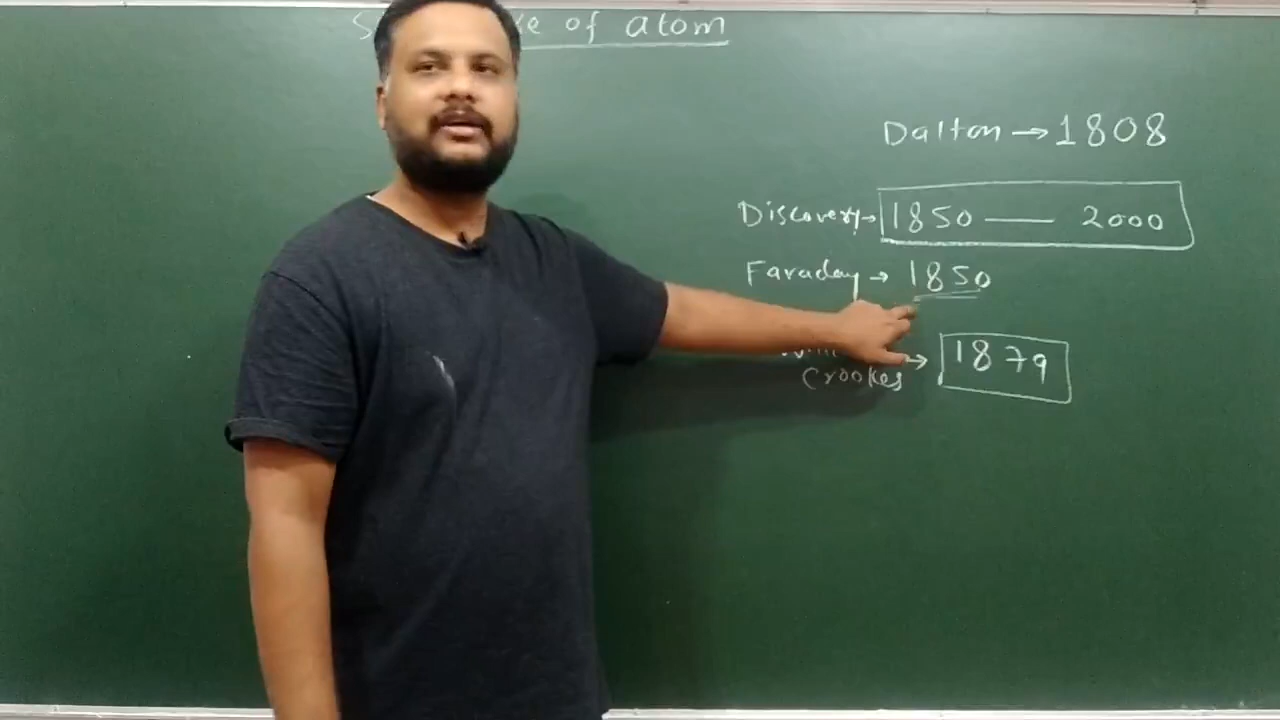 of atom
Dalton → 1808
Discovery → 1850 — 2000
Faraday → 1850
Crookes → 1879